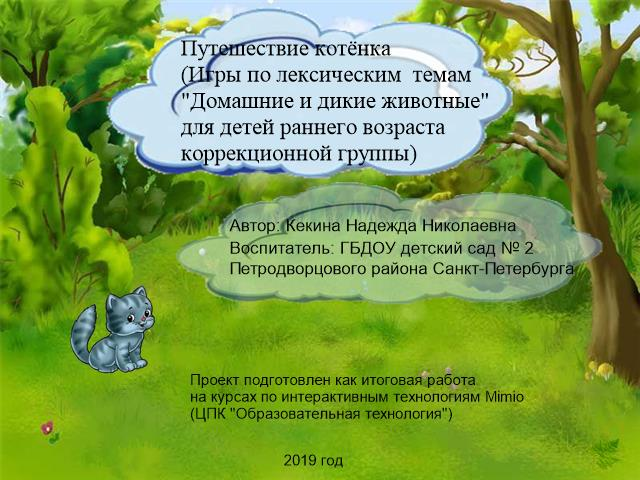 Путешествие котёнка
(Игры по лексическим темам
"Домашние и дикие животные"
для детей раннего возраста
коррекционной группы)
Автор: Кекина Надежда Николаевна
Воспитатель: ГБДОУ детский сад № 2
Петродворцового района Санкт-Петербурга
Проект подготовлен как итоговая работа
на курсах по интерактивным технологиям Mimio
(ЦПК "Образовательная технология")
2019 год